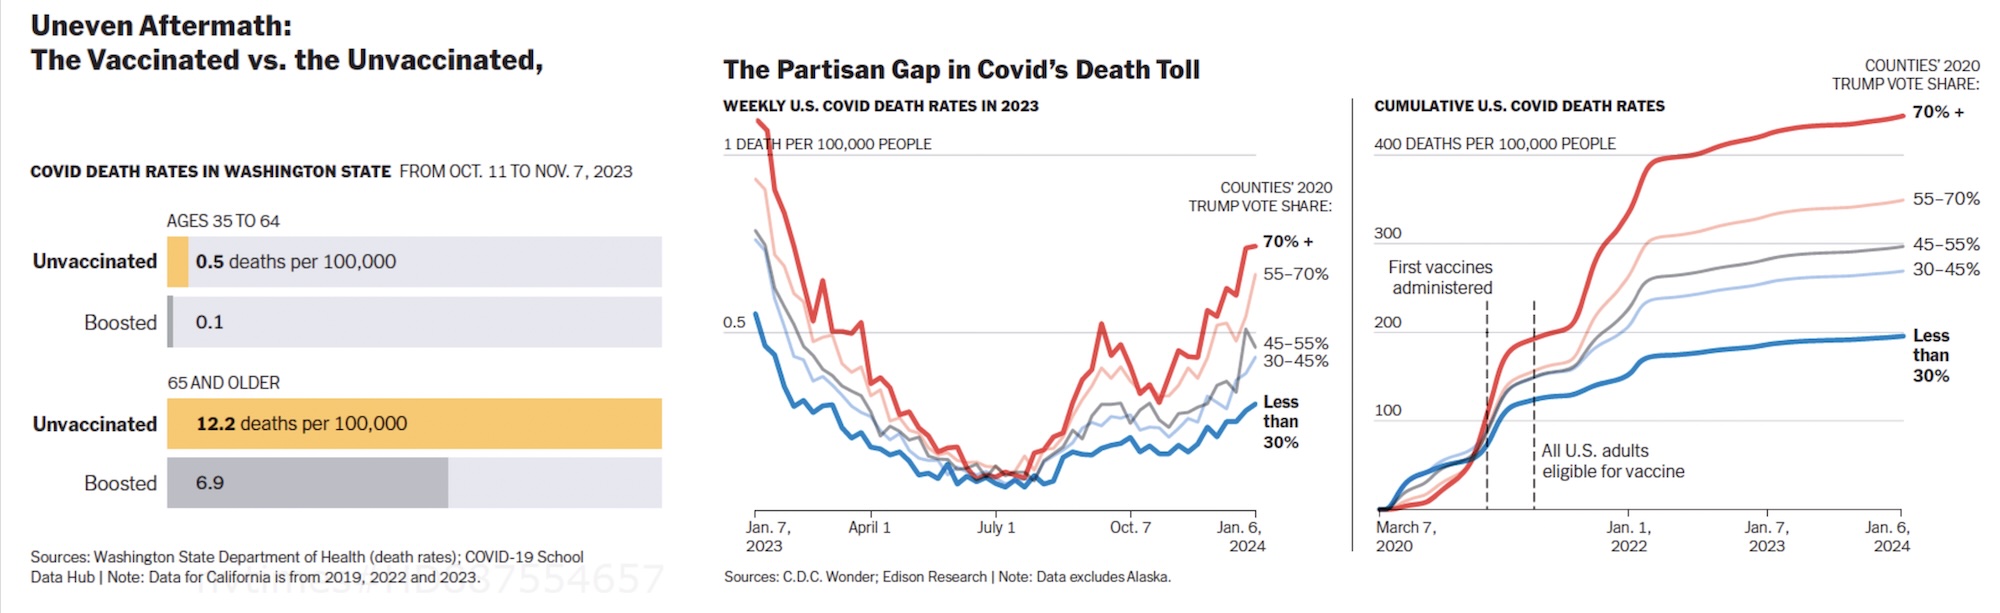 Uneven Aftermath:
The Vaccinated vs. the Unvaccinated,
COVID DEATH RATES IN WASHINGTON STATE FROM OCT. 11 TO NOV. 7, 2023
AGES 35 TO 64
Unvaccinated 0.5 deaths per 100,000
Boosted 0.1
65 AND OLDER
Unvaccinated 12.2 deaths per 100,000
Boosted 6.9
Sources: Washington State Department of Health (death rates); COVID-19 School
Data Hub | Note: Data for California is from 2019, 2022 and 2023.
The Partisan Gap in Covid's Death Toll
WEEKLY U.S. COVID DEATH RATES IN 2023
1 DEATH PER 100,000 PEOPLE
COUNTIES' 2020
TRUMP VOTE SHARE:
70% +
55–70%
0.5
45–55%
30–45%
Less
than
30%
Jan. 7, April 1 July 1 Oct. 7 Jan. 6,
2023 2024
Sources: C.D.C. Wonder; Edison Research | Note: Data excludes Alaska.
COUNTIES' 2020
TRUMP VOTE SHARE:
CUMULATIVE U.S. COVID DEATH RATES
70% +
400 DEATHS PER 100,000 PEOPLE
55–70%
300
45–55%
First vaccines
administered
30–45%
200
Less
than
30%
100
All U.S. adults
eligible for vaccine
March 7, Jan. 1, Jan. 7, Jan. 6,
2020 2022 2023 2024